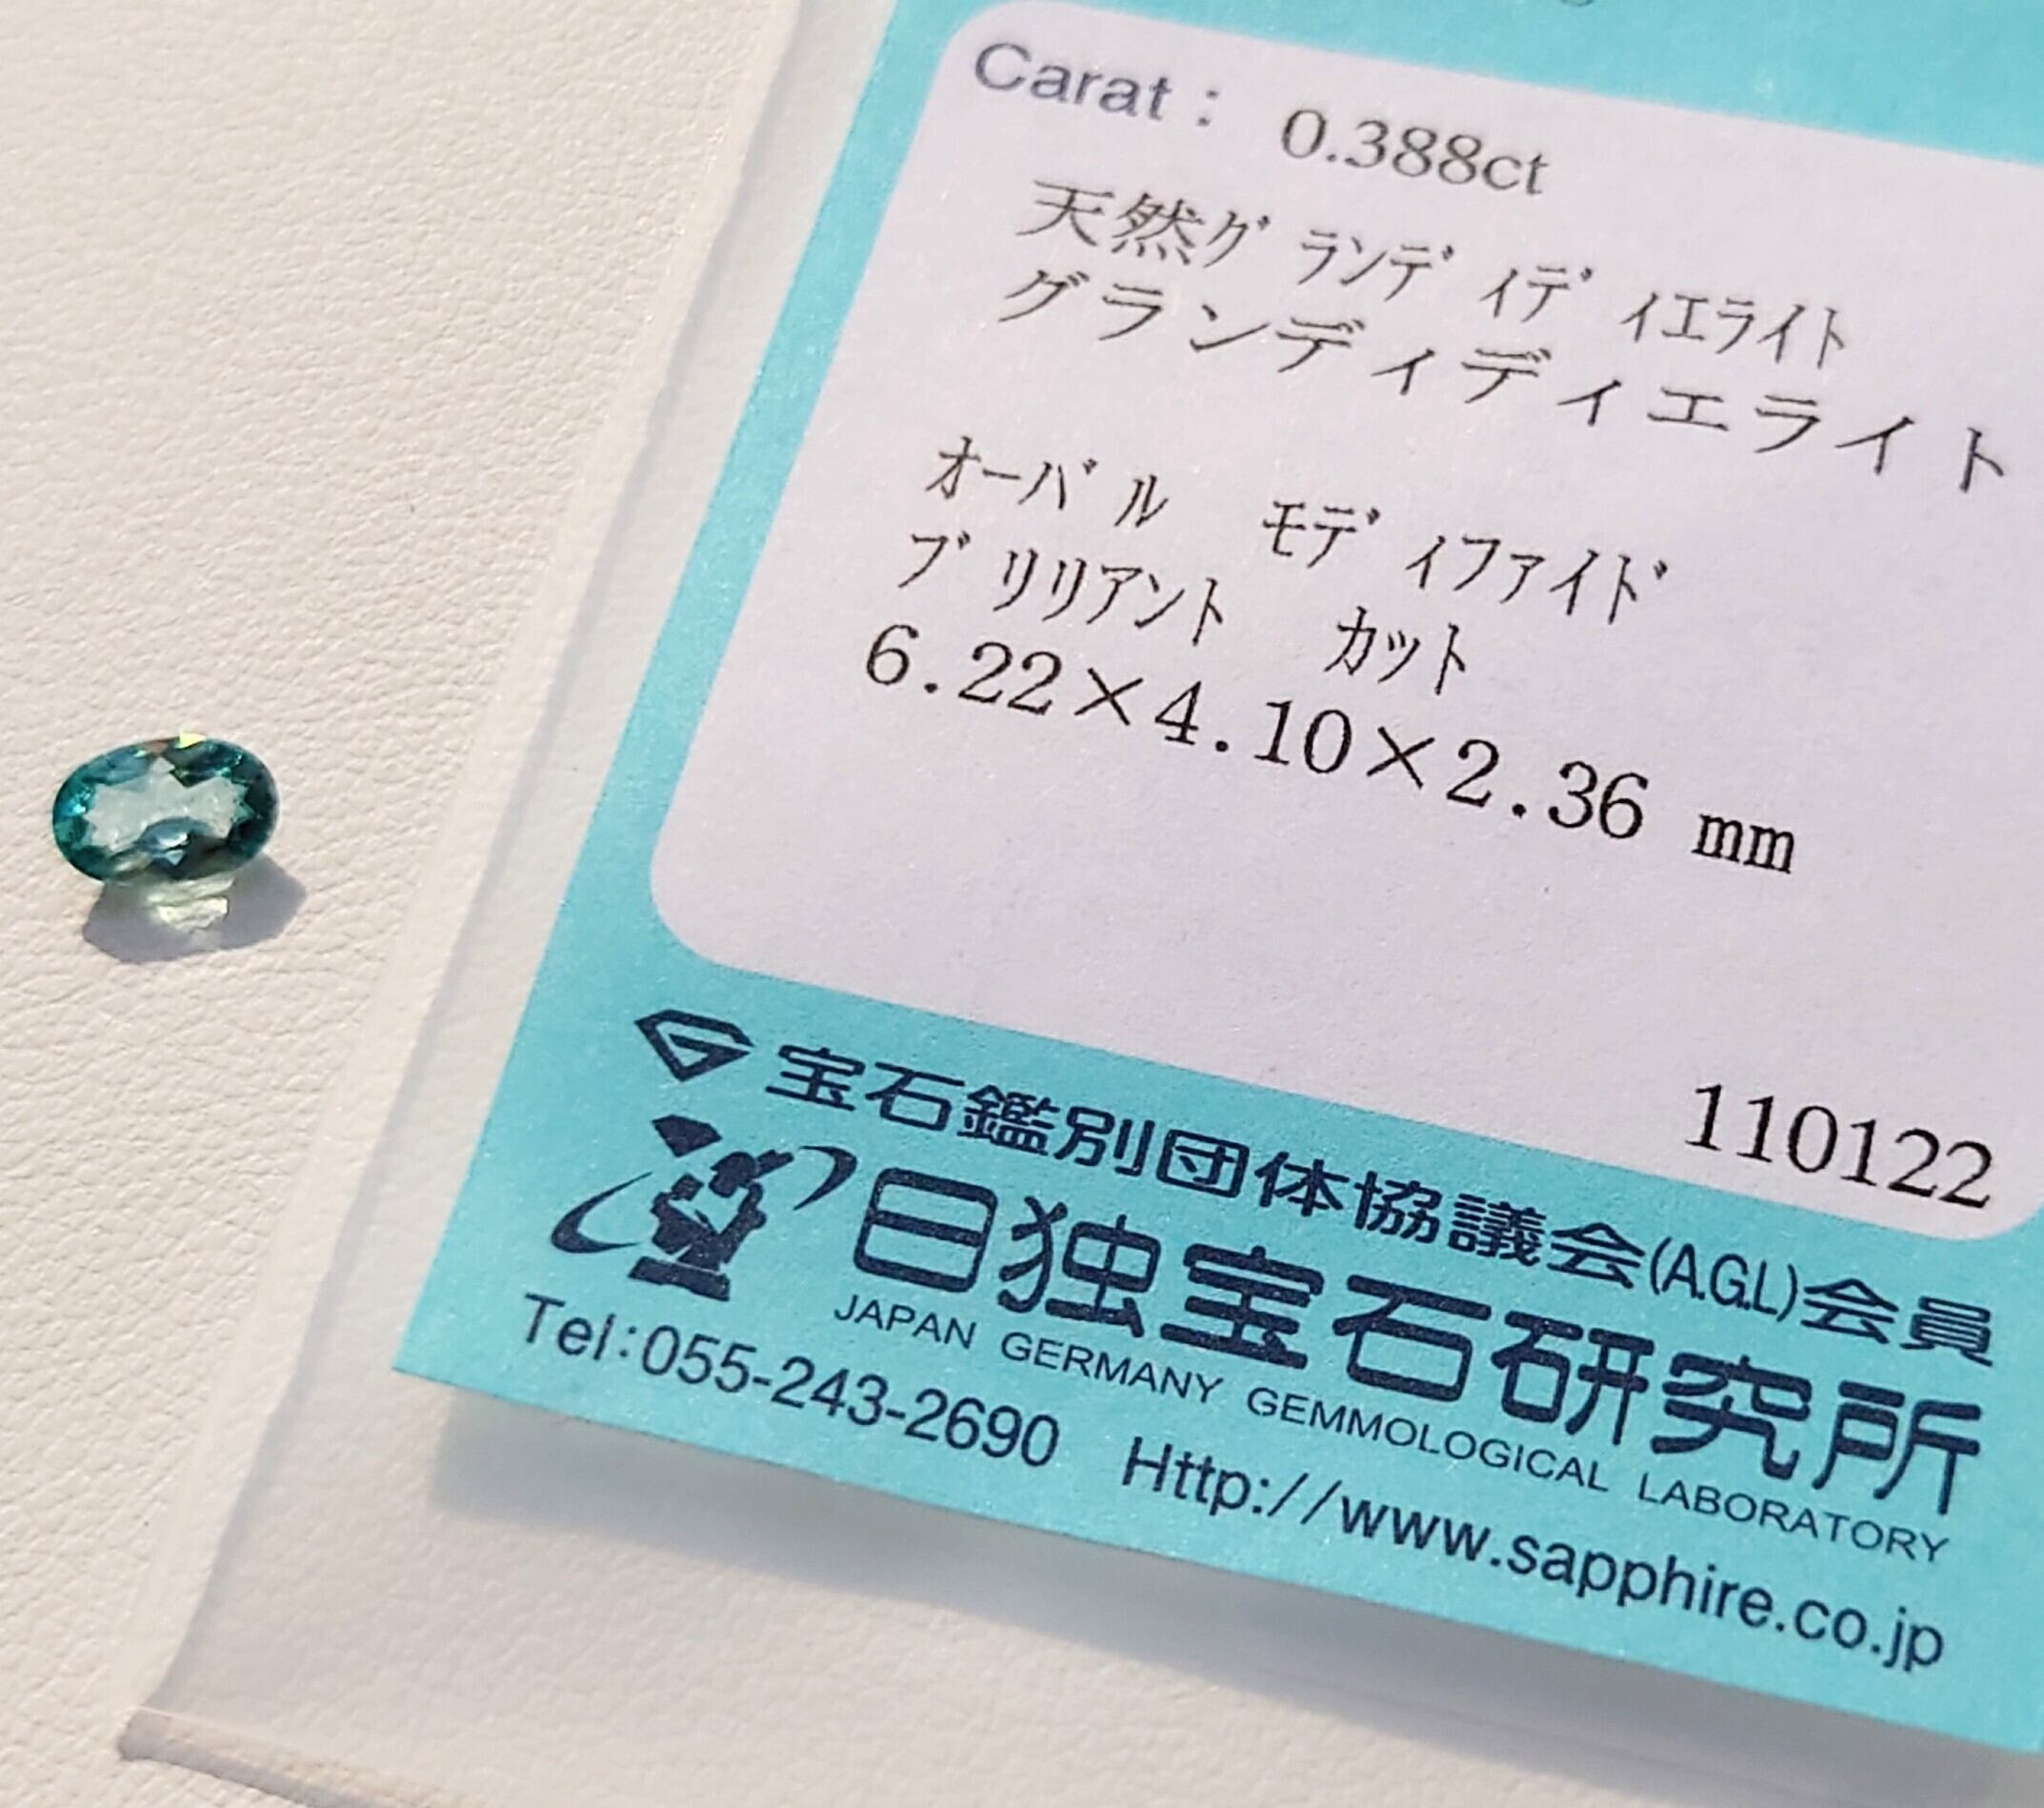 Carat : 0.388ct
天然グランディディエライト
グランディディエライト
オーバル モディファイド
ブリリアント カット
6.22×4.10×2.36 mm
110122
宝石鑑別団体協議会(A.G.L)会員
日独宝石研究所
JAPAN GERMANY GEMMOLOGICAL LABORATORY
Tel:055-243-2690 Http://www.sapphire.co.jp